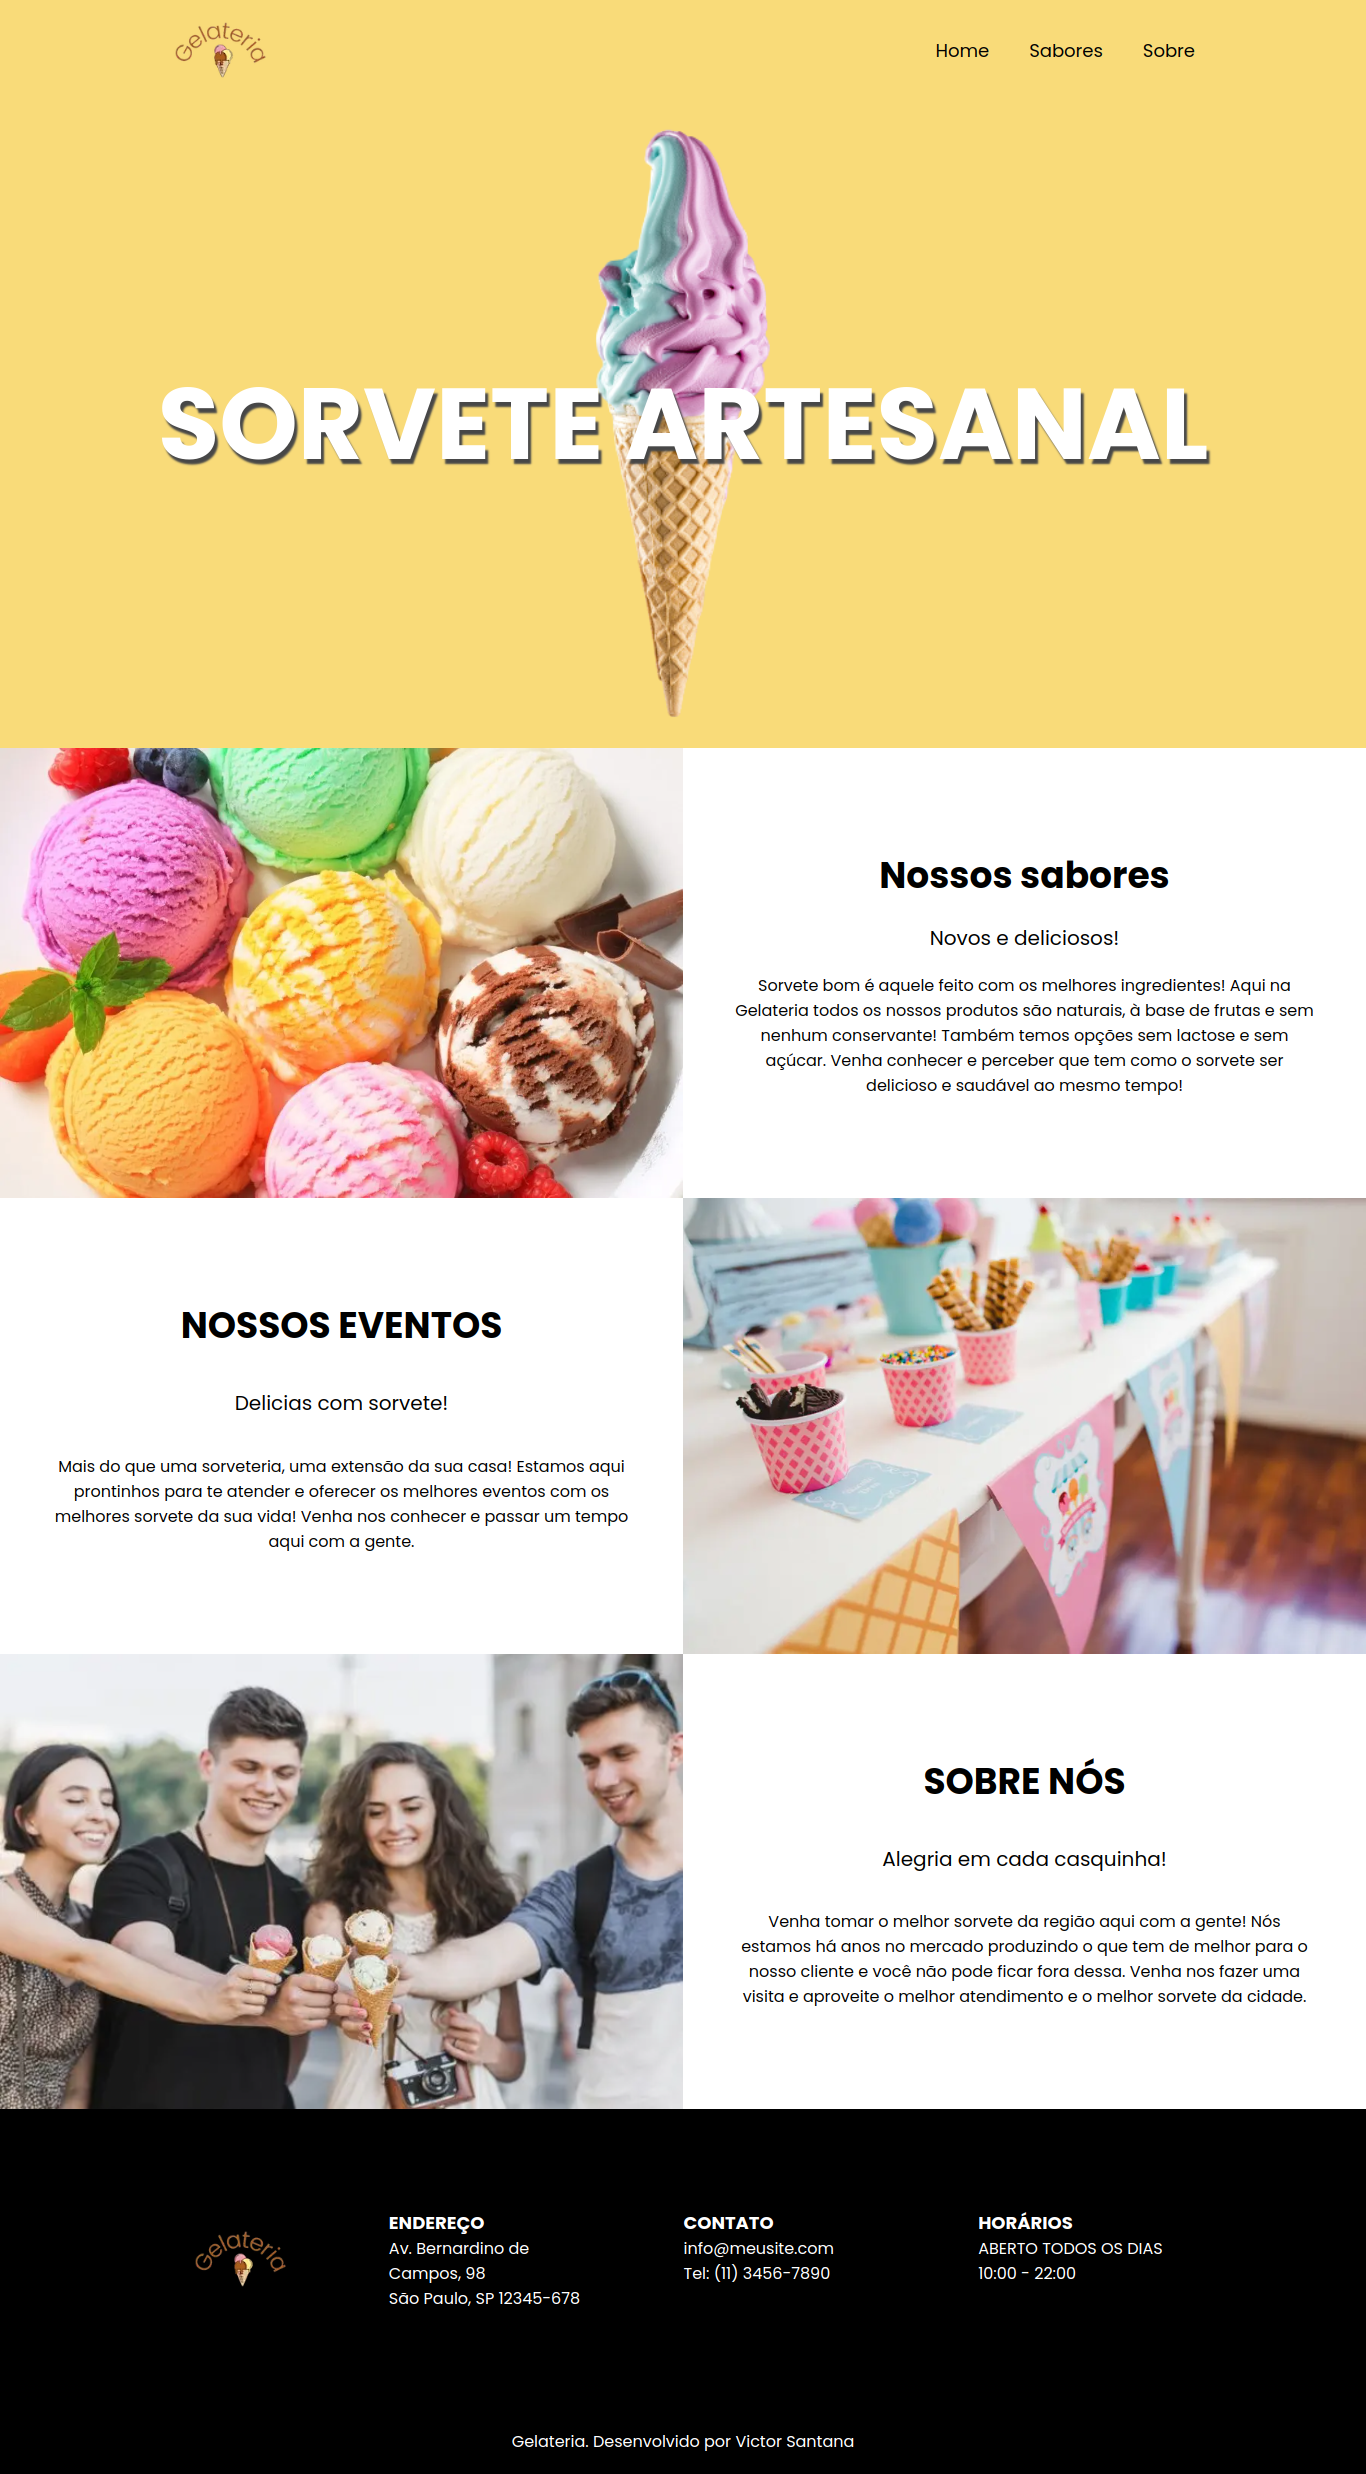 Gelateria
Home Sabores Sobre
SORVETE ARTESANAL
Nossos sabores
Novos e deliciosos!
Sorvete bom é aquele feito com os melhores ingredientes! Aqui na
Gelateria todos os nossos produtos são naturais, à base de frutas e sem
nenhum conservante! Também temos opções sem lactose e sem
açúcar. Venha conhecer e perceber que tem como o sorvete ser
delicioso e saudável ao mesmo tempo!
NOSSOS EVENTOS
Delicias com sorvete!
Mais do que uma sorveteria, uma extensão da sua casa! Estamos aqui
prontinhos para te atender e oferecer os melhores eventos com os
melhores sorvete da sua vida! Venha nos conhecer e passar um tempo
aqui com a gente.
SOBRE NÓS
Alegria em cada casquinha!
Venha tomar o melhor sorvete da região aqui com a gente! Nós
estamos há anos no mercado produzindo o que tem de melhor para o
nosso cliente e você não pode ficar fora dessa. Venha nos fazer uma
visita e aproveite o melhor atendimento e o melhor sorvete da cidade.
Gelateria
ENDEREÇO
Av. Bernardino de
Campos, 98
São Paulo, SP 12345-678
CONTATO
info@meusite.com
Tel: (11) 3456-7890
HORÁRIOS
ABERTO TODOS OS DIAS
10:00 - 22:00
Gelateria. Desenvolvido por Victor Santana